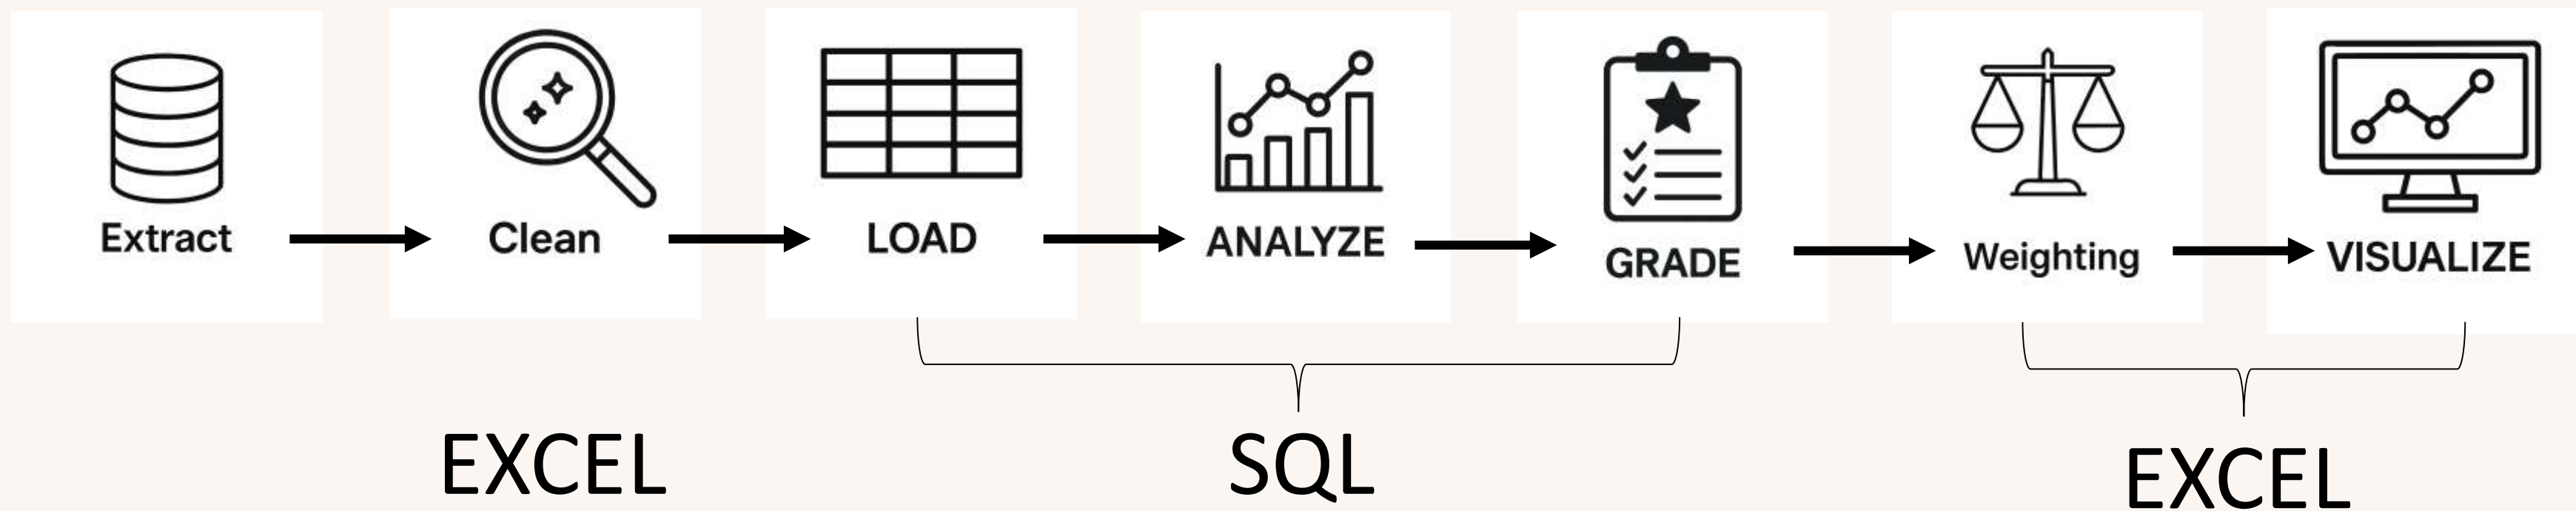 Extract
Clean
LOAD
ANALYZE
GRADE
Weighting
VISUALIZE
EXCEL
SQL
EXCEL